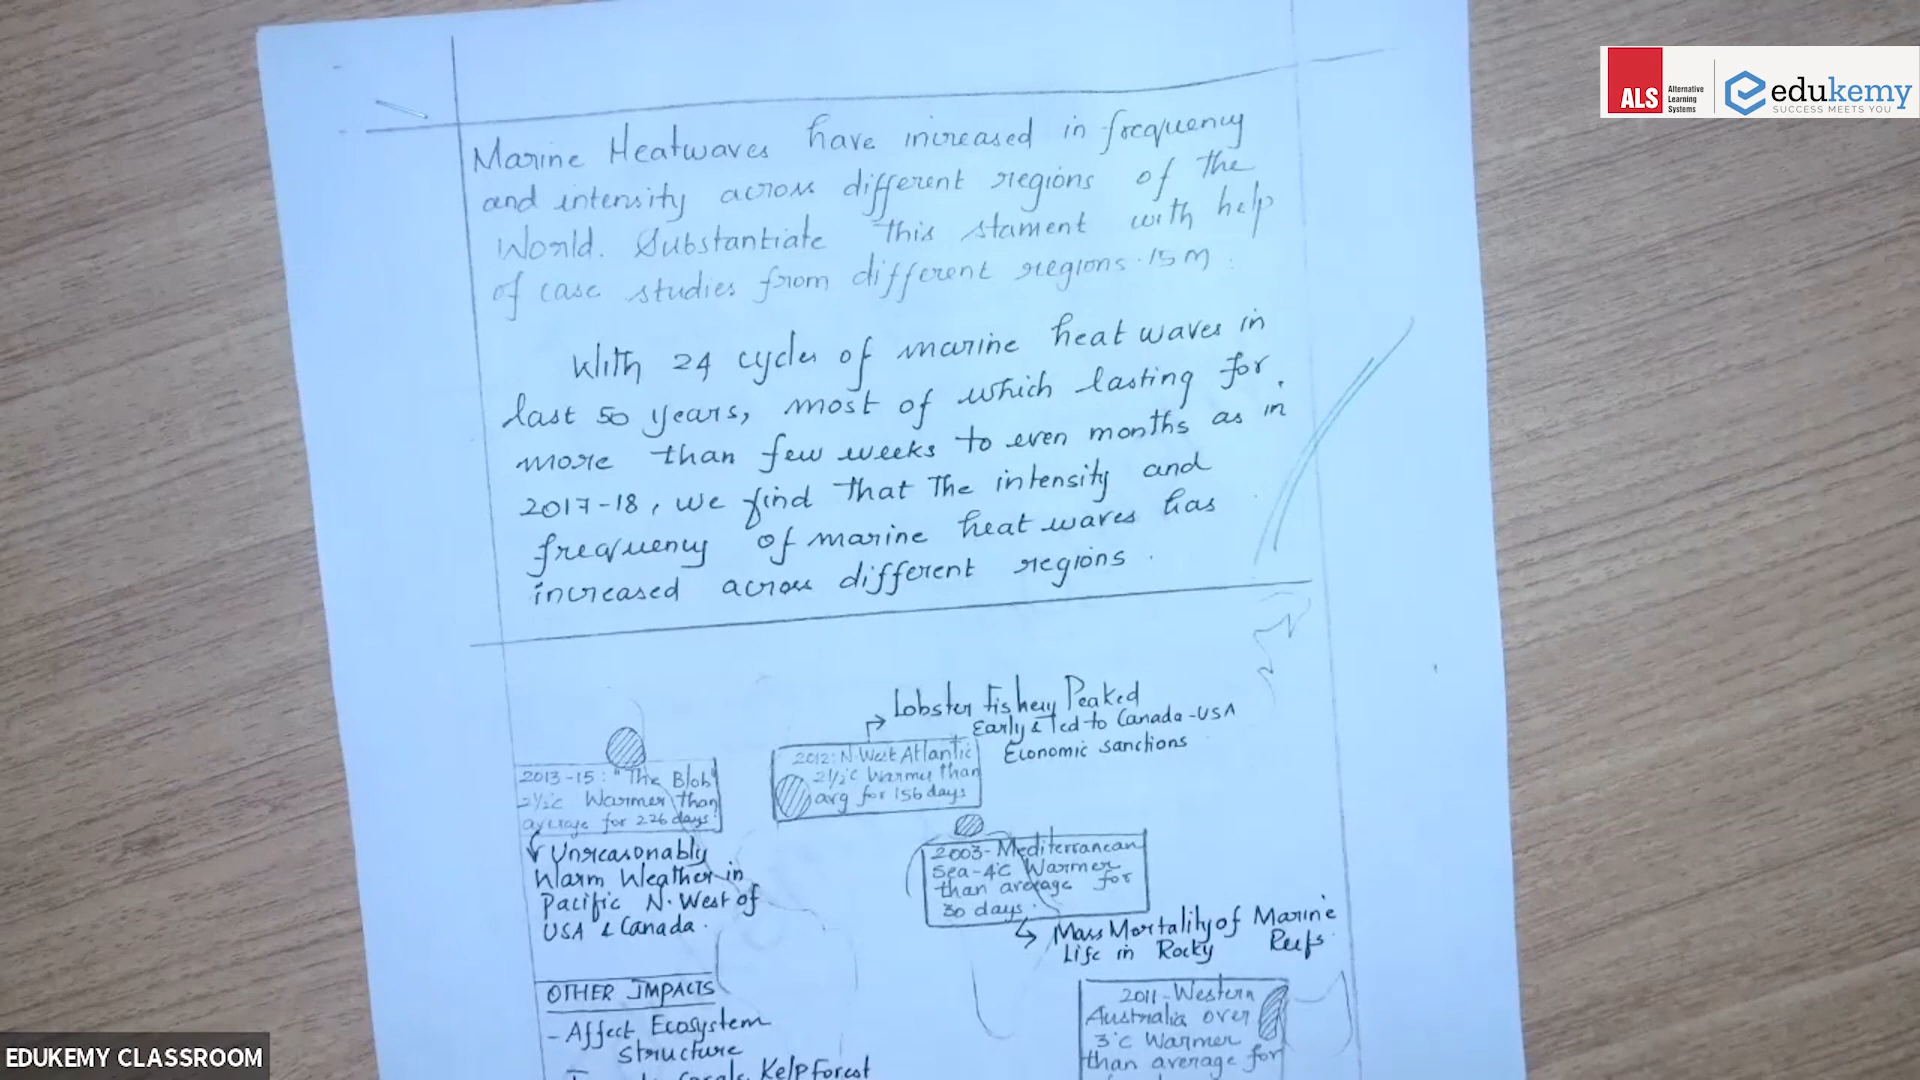 ALS Alternative Learning Systems
edukemy
SUCCESS MEETS YOU
Marine Heatwaves have increased in frequency
and intensity across different regions of the
World. Substantiate this stament with help
of case studies from different regions. 15 M.
With 24 cycles of marine heat waves in
last 50 years, most of which lasting for
more than few weeks to even months as in
2017-18, we find that the intensity and
frequency of marine heat waves has
increased across different regions.
Lobster Fishery Peaked
Early & led to Canada-USA
Economic sanctions
2013-15: "The Blob"
2½°C Warmer than
average for 226 days.
Unreasonably
Warm Weather in
Pacific N. West of
USA & Canada.
2012: N. West Atlantic
2½°C Warmer than
avg for 156 days
2003- Mediterranean
Sea-4°C Warmer
than average for
30 days.
Mass Mortality of Marine
Life in Rocky Reefs.
OTHER IMPACTS
- Affect Ecosystem
Structure
Corals, Kelp Forest
2011- Western
Australia over
3°C Warmer
than average for
EDUKEMY CLASSROOM